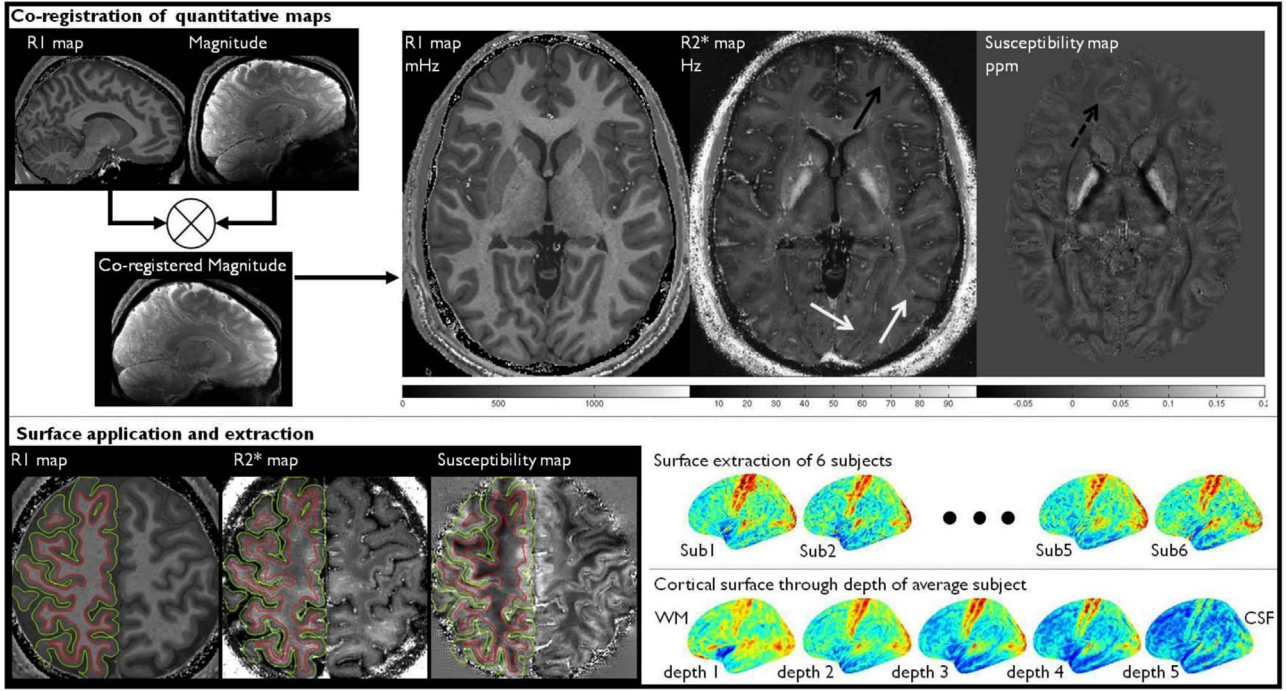 Co-registration of quantitative maps
R1 map
Magnitude
Co-registered Magnitude
R1 map
mHz
R2* map
Hz
Susceptibility map
ppm
0 500 1000
10 20 30 40 50 60 70 80 90
-0.05 0 0.05 0.1 0.15 0.2
Surface application and extraction
R1 map
R2* map
Susceptibility map
Surface extraction of 6 subjects
Sub1 Sub2 Sub5 Sub6
Cortical surface through depth of average subject
WM CSF
depth 1 depth 2 depth 3 depth 4 depth 5